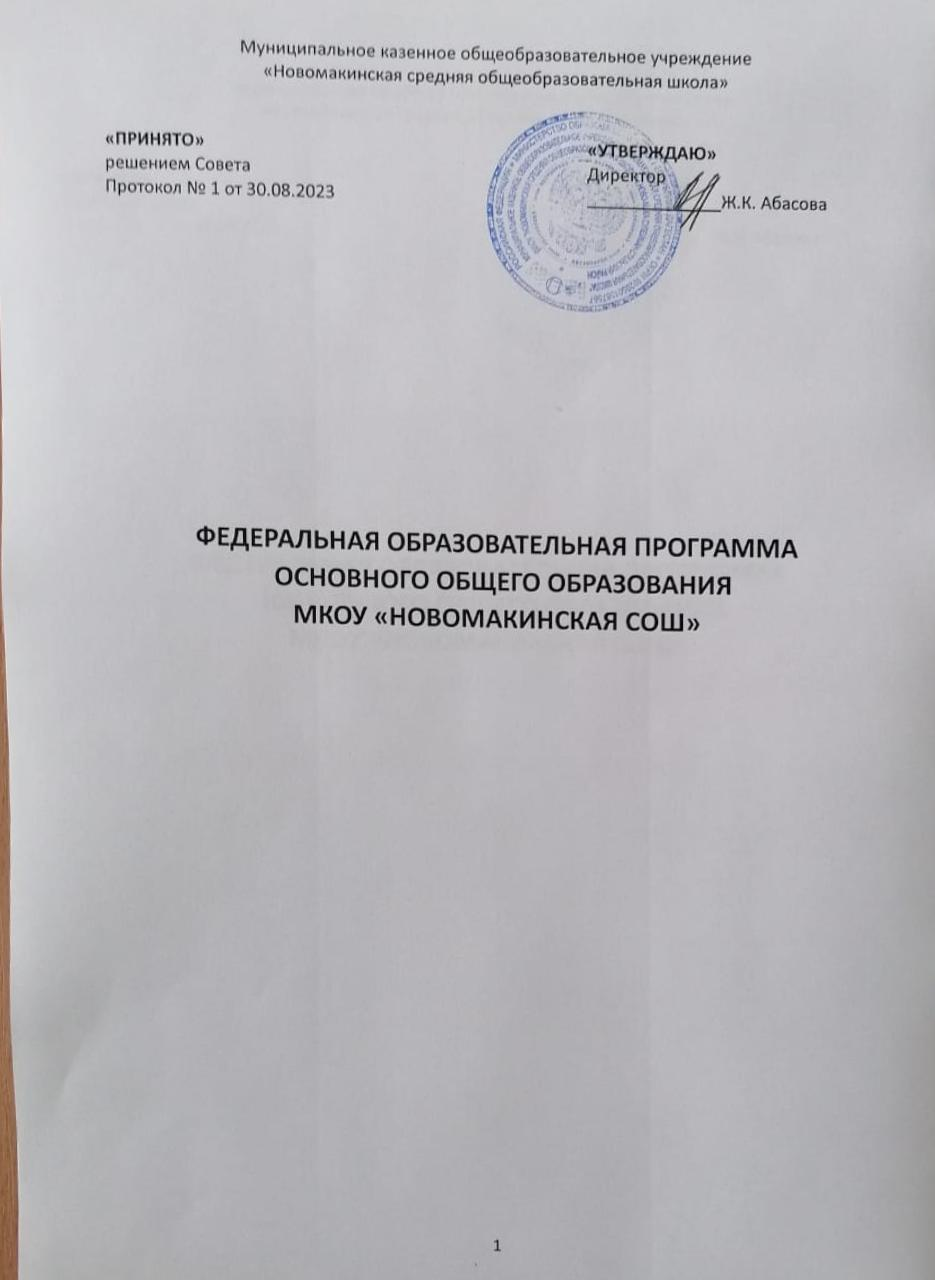 Муниципальное казенное общеобразовательное учреждение
«Новомакинская средняя общеобразовательная школа»
«ПРИНЯТО»
решением Совета
Протокол № 1 от 30.08.2023
«УТВЕРЖДАЮ»
Директор
Ж.К. Абасова
ФЕДЕРАЛЬНАЯ ОБРАЗОВАТЕЛЬНАЯ ПРОГРАММА
ОСНОВНОГО ОБЩЕГО ОБРАЗОВАНИЯ
МКОУ «НОВОМАКИНСКАЯ СОШ»
1